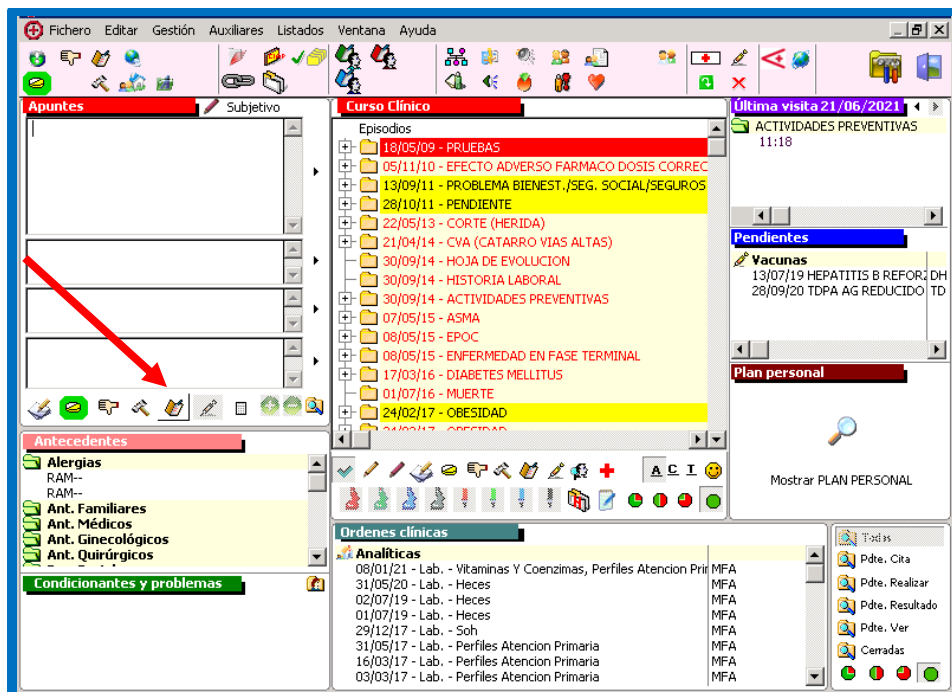 Fichero Editar Gestión Auxiliares Listados Ventana Ayuda
Apuntes
Subjetivo
Curso Clínico
Episodios
18/05/09 - PRUEBAS
05/11/10 - EFECTO ADVERSO FARMACO DOSIS CORREC
13/09/11 - PROBLEMA BIENEST./SEG. SOCIAL/SEGUROS
28/10/11 - PENDIENTE
22/05/13 - CORTE (HERIDA)
21/04/14 - CVA (CATARRO VIAS ALTAS)
30/09/14 - HOJA DE EVOLUCION
30/09/14 - HISTORIA LABORAL
30/09/14 - ACTIVIDADES PREVENTIVAS
07/05/15 - ASMA
08/05/15 - EPOC
08/05/15 - ENFERMEDAD EN FASE TERMINAL
17/03/16 - DIABETES MELLITUS
01/07/16 - MUERTE
24/02/17 - OBESIDAD
A C I
Última visita 21/06/2021
ACTIVIDADES PREVENTIVAS
11:18
Pendientes
Vacunas
13/07/19 HEPATITIS B REFOR DH
28/09/20 TDPA AG REDUCIDO TD
Plan personal
Mostrar PLAN PERSONAL
Antecedentes
Alergias
RAM--
RAM--
Ant. Familiares
Ant. Médicos
Ant. Ginecológicos
Ant. Quirúrgicos
Condicionantes y problemas
Ordenes clínicas
Analíticas
08/01/21 - Lab. - Vitaminas Y Coenzimas, Perfiles Atencion Prir MFA
31/05/20 - Lab. - Heces MFA
02/07/19 - Lab. - Heces MFA
01/07/19 - Lab. - Heces MFA
29/12/17 - Lab. - Soh MFA
31/05/17 - Lab. - Perfiles Atencion Primaria MFA
16/03/17 - Lab. - Perfiles Atencion Primaria MFA
03/03/17 - Lab. - Perfiles Atencion Primaria MFA
Todas
Pdte. Cita
Pdte. Realizar
Pdte. Resultado
Pdte. Ver
Cerradas